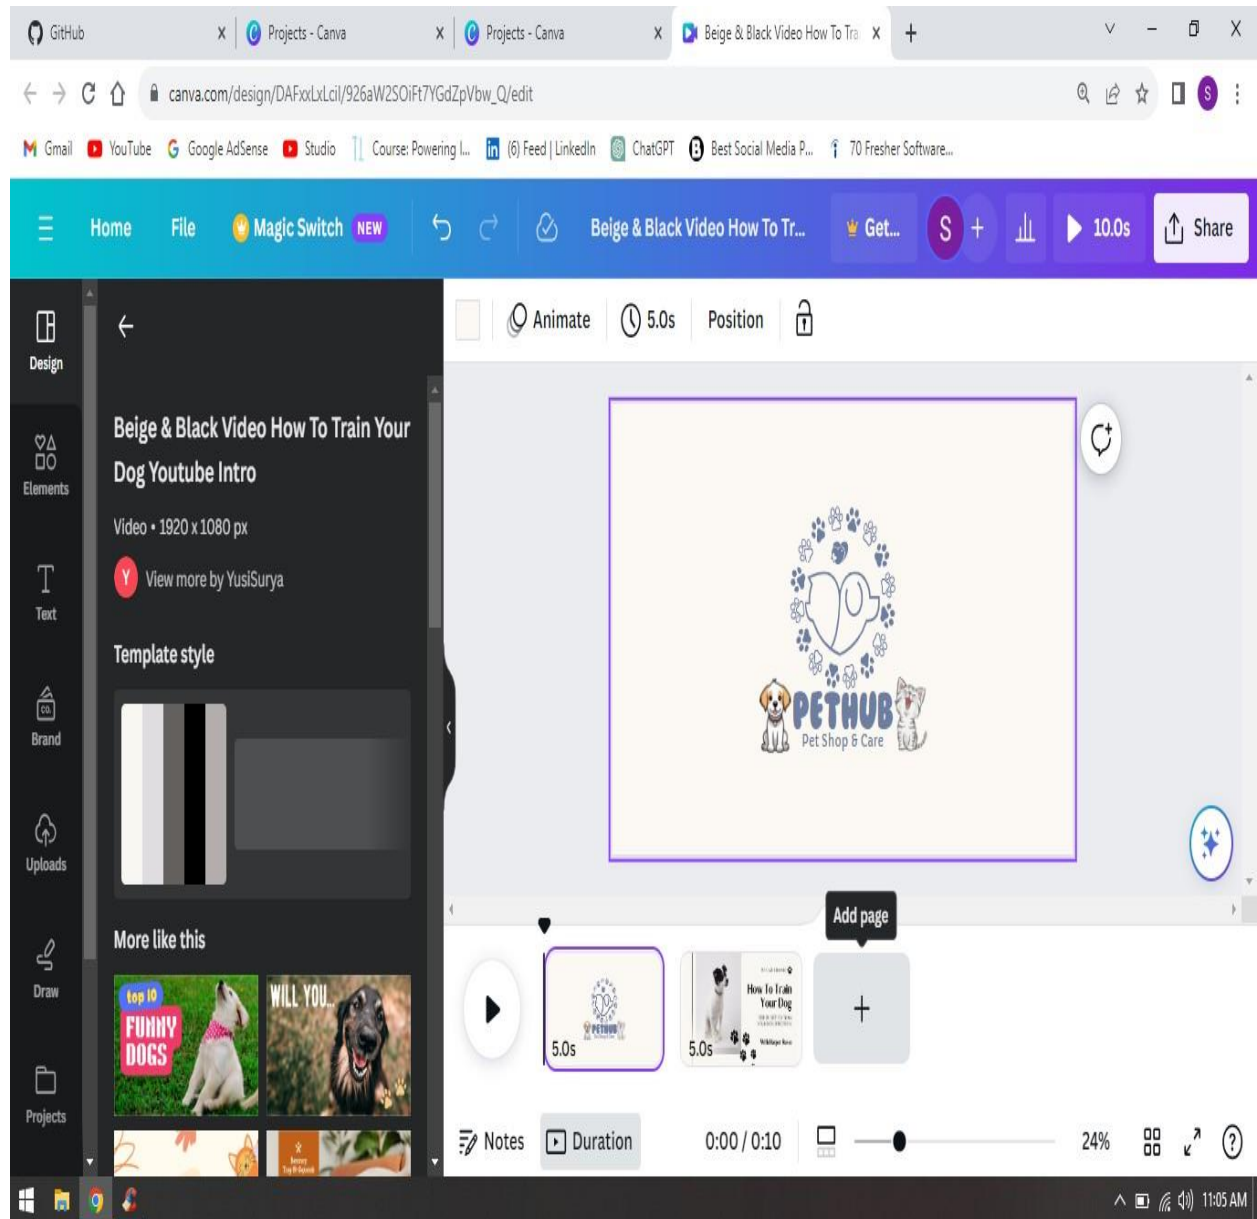 GitHub
Projects - Canva
Projects - Canva
Beige & Black Video How To Tra
canva.com/design/DAFxxLxLciI/926aW2SOiFt7YGdZpVbw_Q/edit
S
Gmail
YouTube
Google AdSense
Studio
Course: Powering I...
(6) Feed | LinkedIn
ChatGPT
Best Social Media P...
70 Fresher Software...
Home
File
Magic Switch
NEW
Beige & Black Video How To Tr...
Get...
S
10.0s
Share
Design
Elements
Text
CO.
Brand
Uploads
Draw
Projects
Beige & Black Video How To Train Your
Dog Youtube Intro
Video • 1920 x 1080 px
Y
View more by YusiSurya
Template style
More like this
top 10
FUNNY
DOGS
WILL YOU...
Animate
5.0s
Position
PETHUB
Pet Shop & Care
Add page
PETHUB
5.0s
How To Train
Your Dog
5.0s
Notes
Duration
0:00 / 0:10
24%
11:05 AM